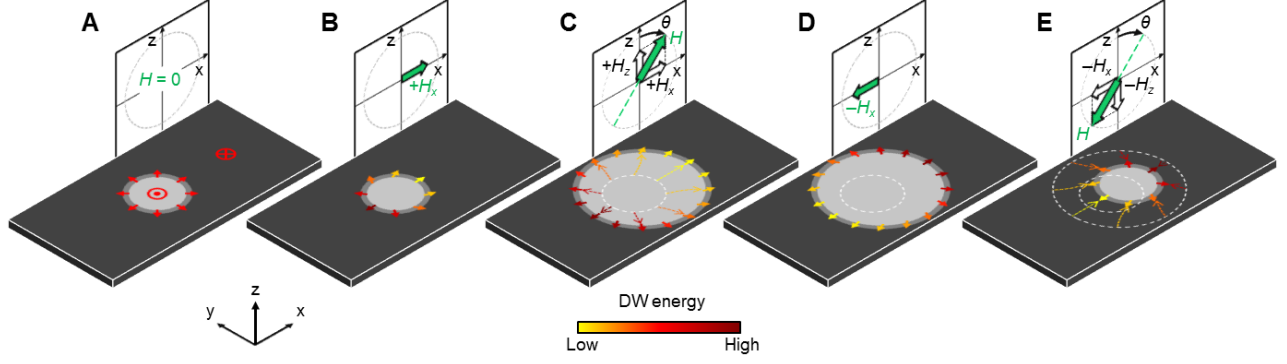 A
z
x
H = 0
B
z
x
+Hx
C
θ
z
H
x
+Hz
+Hx
D
z
x
–Hx
E
θ
z
x
–Hx
–Hz
H
z
y
x
DW energy
Low
High